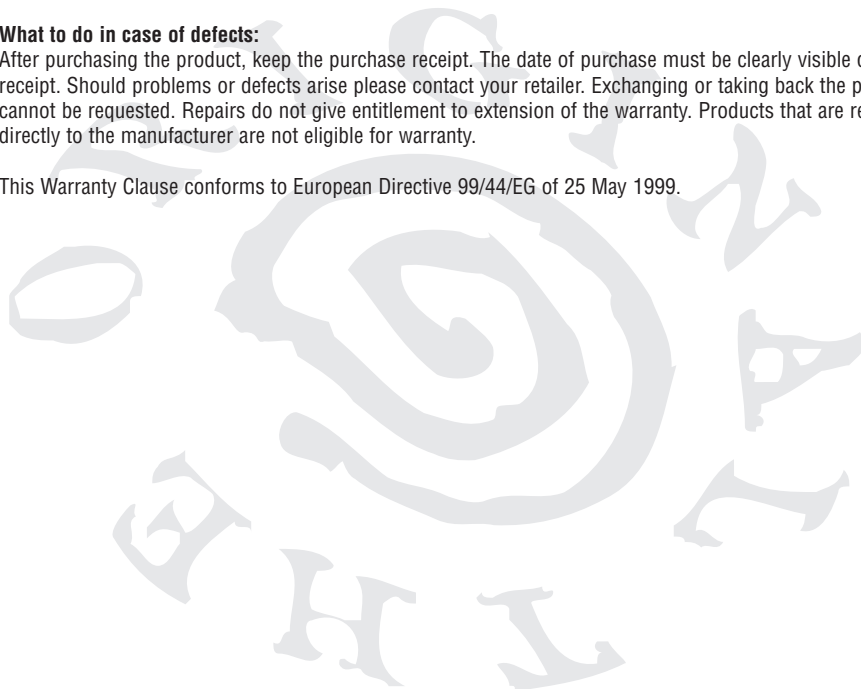 What to do in case of defects:
After purchasing the product, keep the purchase receipt. The date of purchase must be clearly visible
receipt. Should problems or defects arise please contact your retailer. Exchanging or taking back the
cannot be requested. Repairs do not give entitlement to extension of the warranty. Products that are
directly to the manufacturer are not eligible for warranty.
This Warranty Clause conforms to European Directive 99/44/EG of 25 May 1999.
THE ORIGINAL